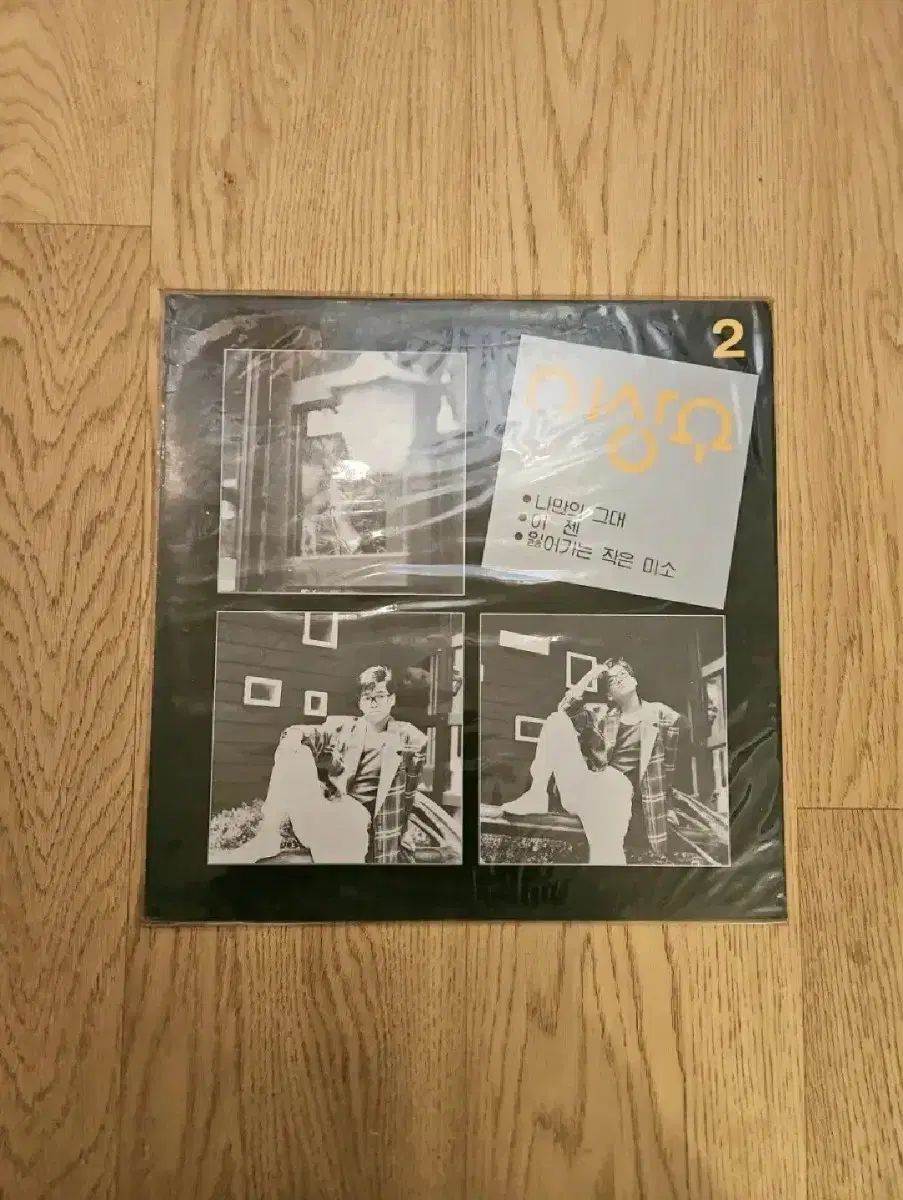 2
이상우
• 나만의 그대
• 이 젠
• 잃어가는 작은 미소